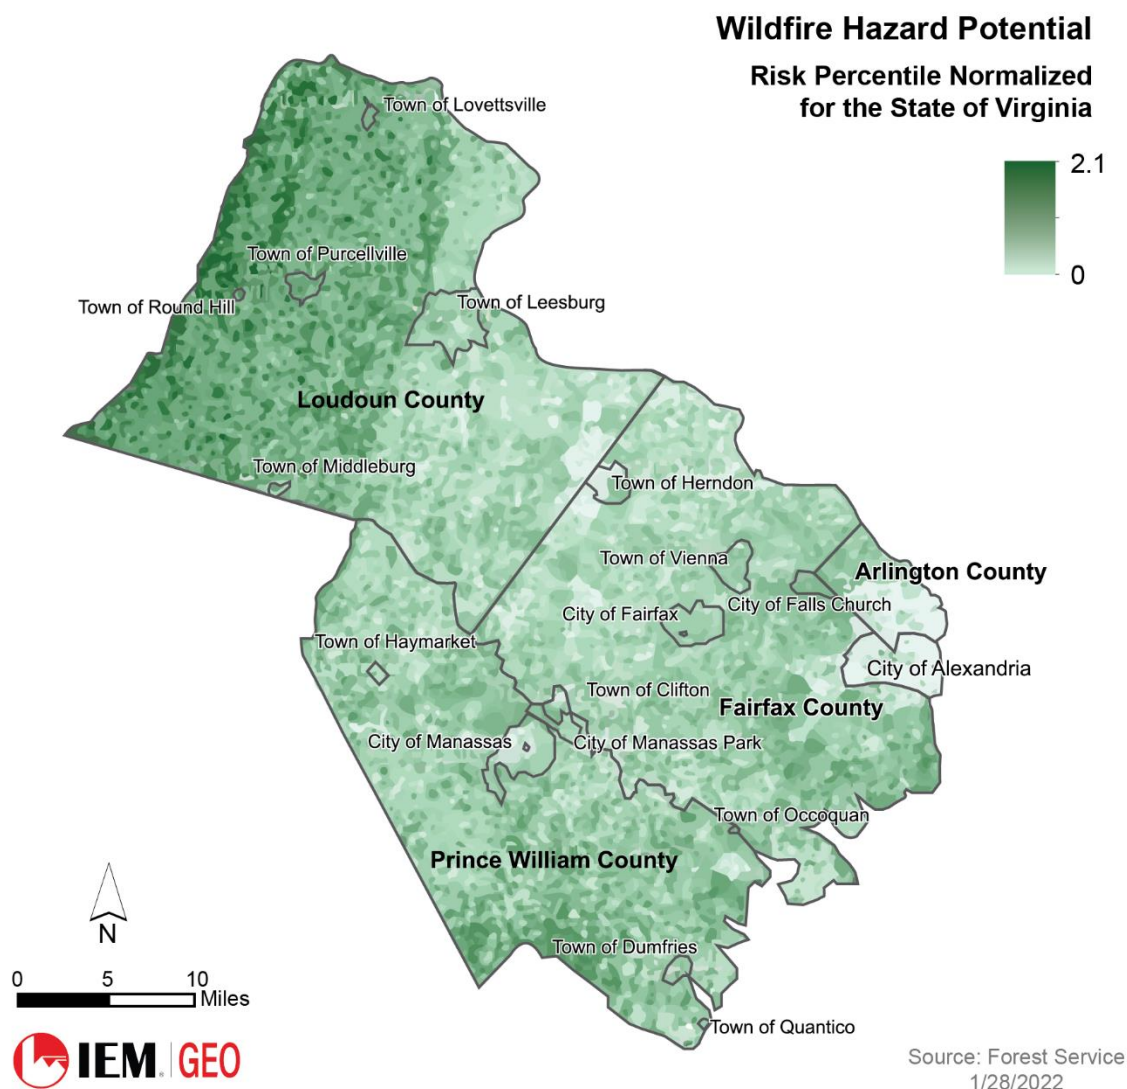 Wildfire Hazard Potential
Risk Percentile Normalized
for the State of Virginia
2.1
0
Town of Lovettsville
Town of Purcellville
Town of Round Hill
Town of Leesburg
Loudoun County
Town of Middleburg
Town of Herndon
Town of Vienna
Arlington County
City of Falls Church
City of Fairfax
Town of Haymarket
City of Alexandria
Town of Clifton
Fairfax County
City of Manassas
City of Manassas Park
Town of Occoquan
Prince William County
N
Town of Dumfries
0 5 10
Miles
Town of Quantico
IEM GEO
Source: Forest Service
1/28/2022